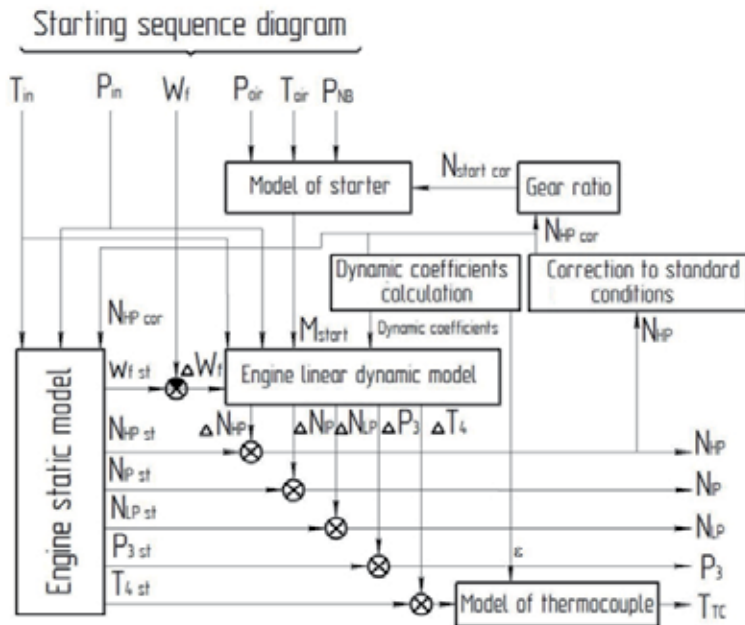 Starting sequence diagram
Tin Pin Wf Pair Tair PNB
Model of starter
Nstart cor
Gear ratio
NHP cor
Dynamic coefficients
calculation
Correction to standard
conditions
NHP cor
Mstart
Dynamic coefficients
NHP
Engine static model
Wf st
ΔWf
Engine linear dynamic model
ΔNHP ΔNIP ΔNLP ΔP3 ΔT4
NHP st
NHP
NIP st
NIP
NLP st
NLP
P3 st
ε
P3
T4 st
Model of thermocouple
TTC